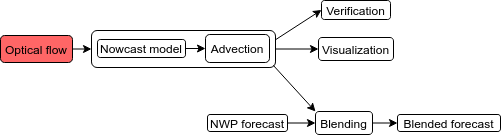 Verification
Optical flow
Nowcast model
Advection
Visualization
NWP forecast
Blending
Blended forecast